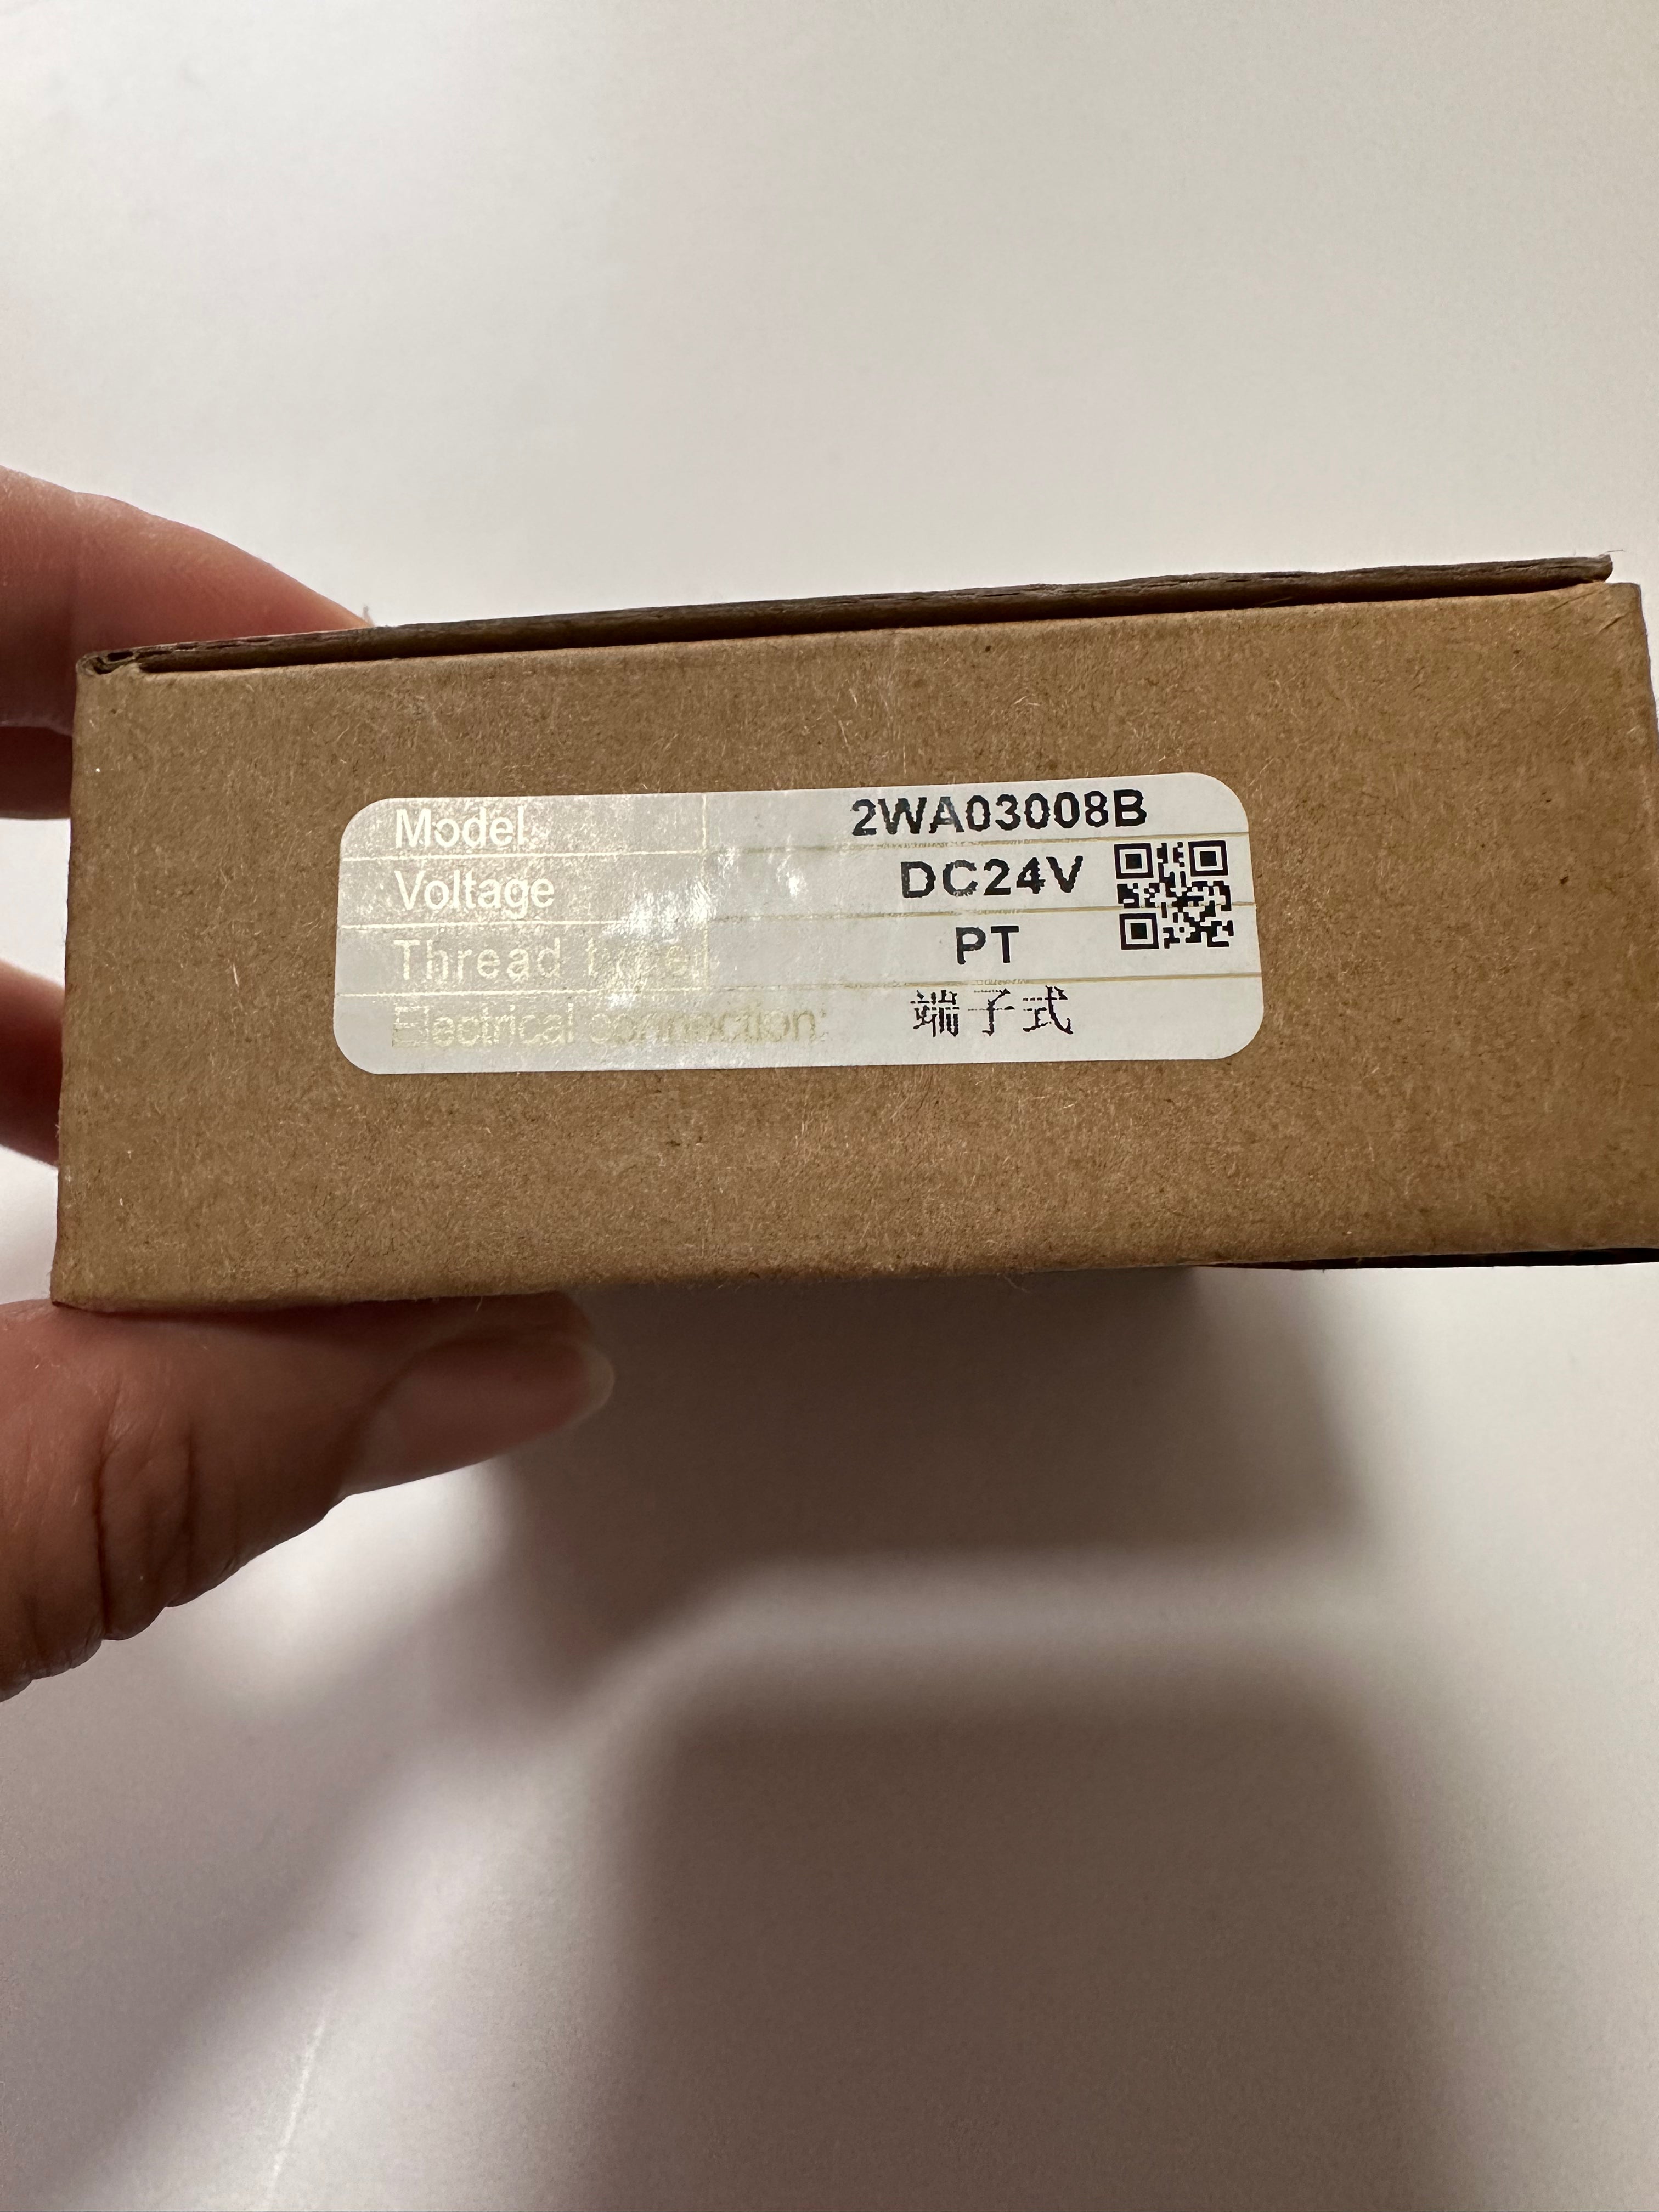 Model: 2WA03008B
Voltage DC24V
Thread type: PT
Electrical connection: 端子式